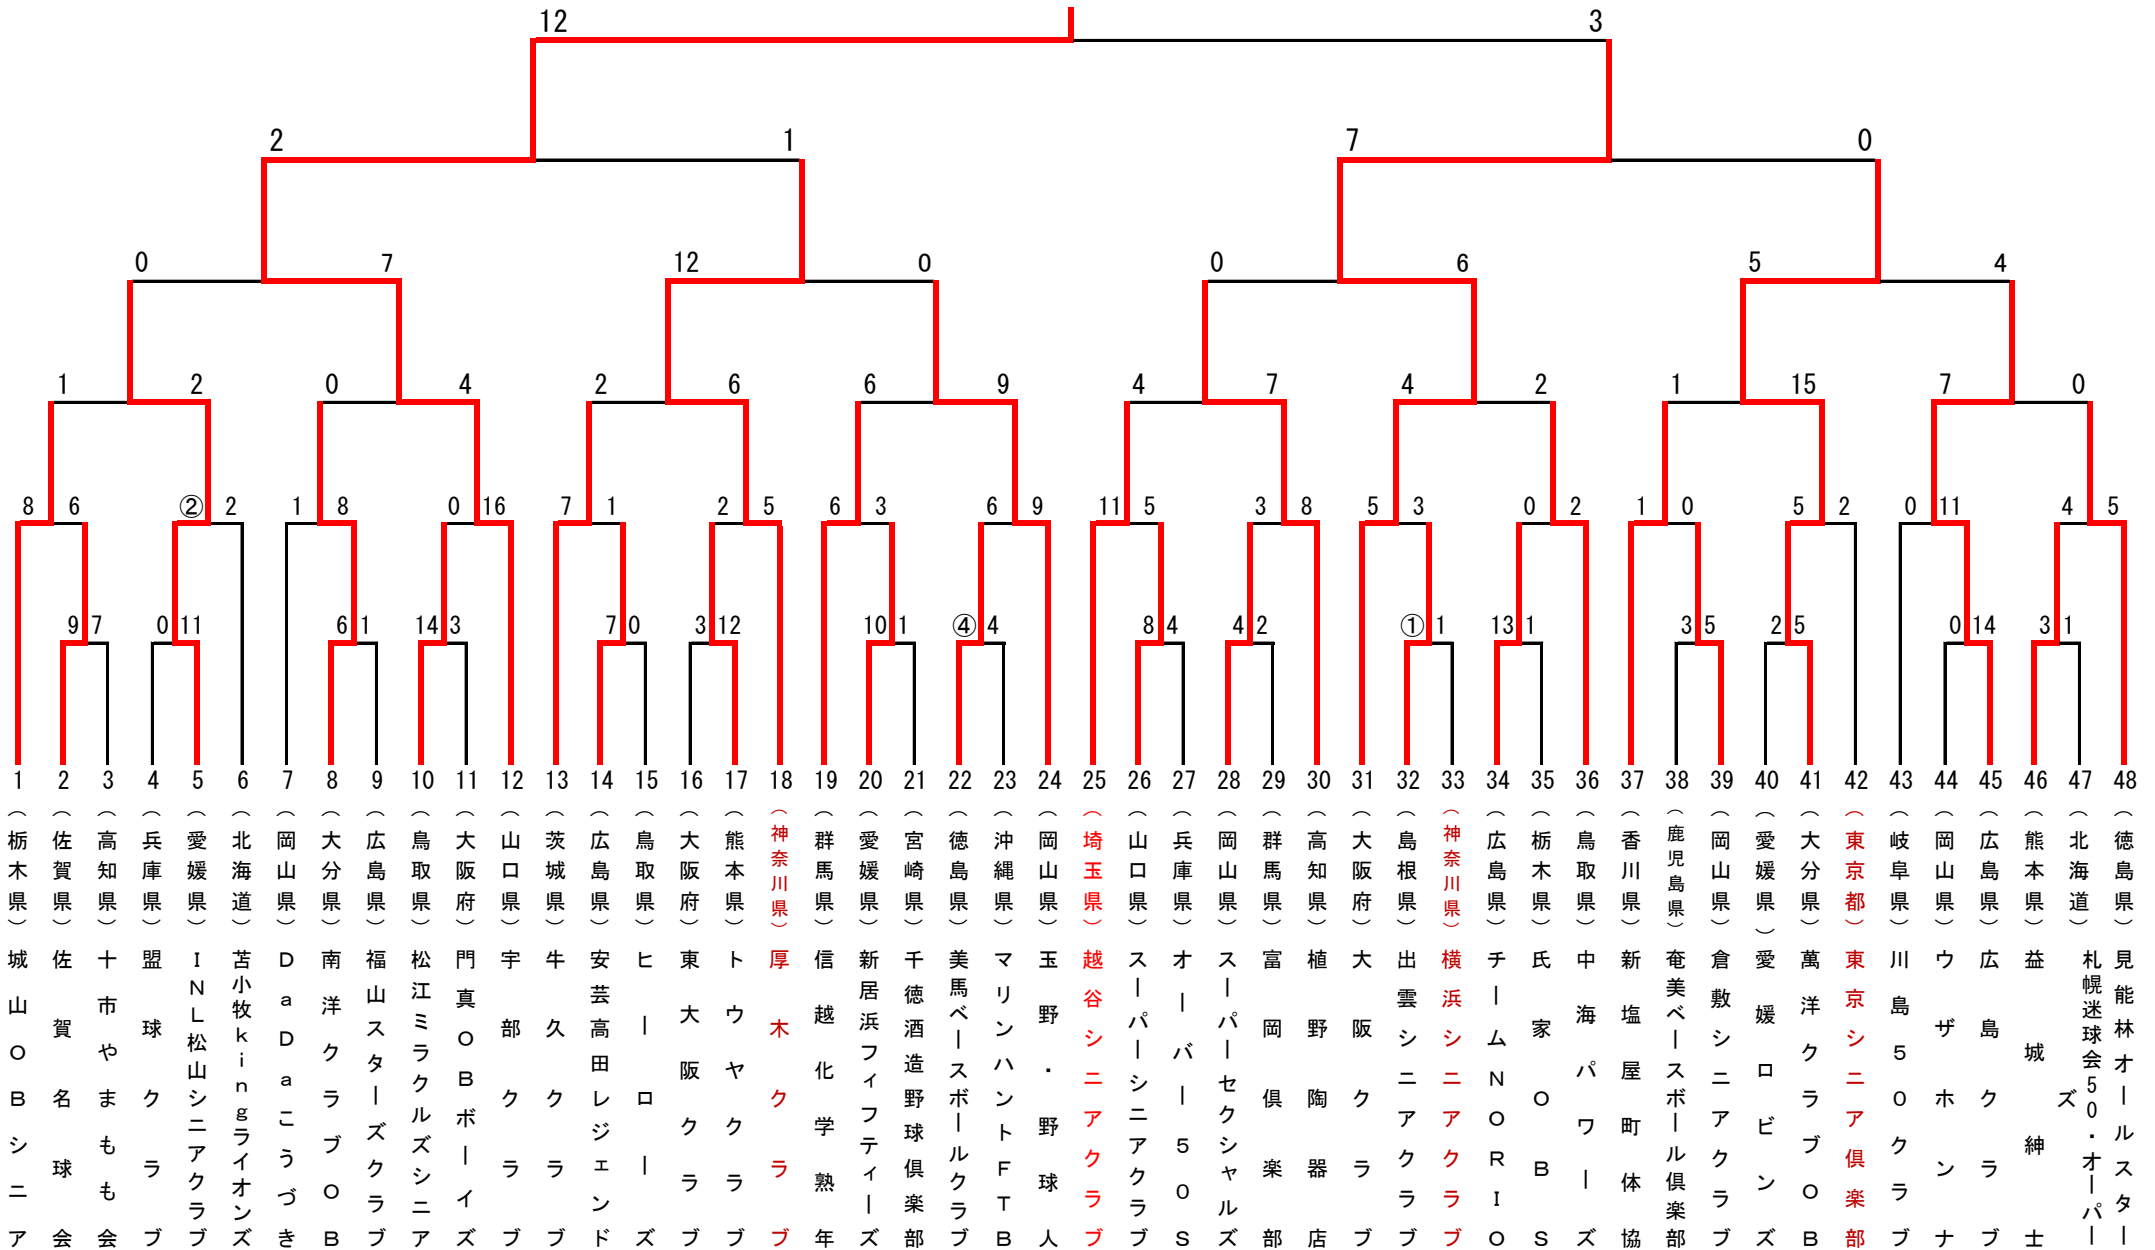 12 3
2 1 7 0
0 7 12 0 0 6 5 4
1 2 0 4 2 6 6 9 4 7 4 2 1 15 7 0
8 6 ② 2 1 8 0 16 7 1 2 5 6 3 6 9 11 5 3 8 5 3 0 2 1 0 5 2 0 11 4 5
9 7 0 11 6 1 14 3 7 0 3 12 10 1 ④ 4 8 4 4 2 ① 1 13 1 3 5 2 5 0 14 3 1
1 (栃木県) 城山OBシニア
2 (佐賀県) 佐賀名球会
3 (高知県) 十市やまもも会
4 (兵庫県) 盟球クラブ
5 (愛媛県) INL松山シニアクラブ
6 (北海道) 苫小牧kingライオンズ
7 (岡山県) DaDaこうづき
8 (大分県) 南洋クラブOB
9 (広島県) 福山スターズクラブ
10 (鳥取県) 松江ミラクルズシニア
11 (大阪府) 門真OBボーイズ
12 (山口県) 宇部クラブ
13 (茨城県) 牛久クラブ
14 (広島県) 安芸高田レジェンド
15 (鳥取県) ヒーローズ
16 (大阪府) 東大阪クラブ
17 (熊本県) トウヤクラブ
18 (神奈川県) 厚木クラブ
19 (群馬県) 信越化学熟年
20 (愛媛県) 新居浜フィフティーズ
21 (宮崎県) 千徳酒造野球倶楽部
22 (徳島県) 美馬ベースボールクラブ
23 (沖縄県) マリンハントFTB
24 (岡山県) 玉野・野球人
25 (埼玉県) 越谷シニアクラブ
26 (山口県) スーパーシニアクラブ
27 (兵庫県) オーバー50S
28 (岡山県) スーパーセクシャルズ
29 (群馬県) 富岡倶楽部
30 (高知県) 植野陶器店
31 (大阪府) 大阪クラブ
32 (島根県) 出雲シニアクラブ
33 (神奈川県) 横浜シニアクラブ
34 (広島県) チームNORIO
35 (栃木県) 氏家OBS
36 (鳥取県) 中海パワーズ
37 (香川県) 新塩屋町体協
38 (鹿児島県) 奄美ベースボール倶楽部
39 (岡山県) 倉敷シニアクラブ
40 (愛媛県) 愛媛ロビンズ
41 (大分県) 萬洋クラブOB
42 (東京都) 東京シニア倶楽部
43 (岐阜県) 川島50クラブ
44 (岡山県) ウザホンナ
45 (広島県) 広島クラブ
46 (熊本県) 益城紳士
47 (北海道) 札幌迷球会50・オーバーズ
48 (徳島県) 見能林オールスター